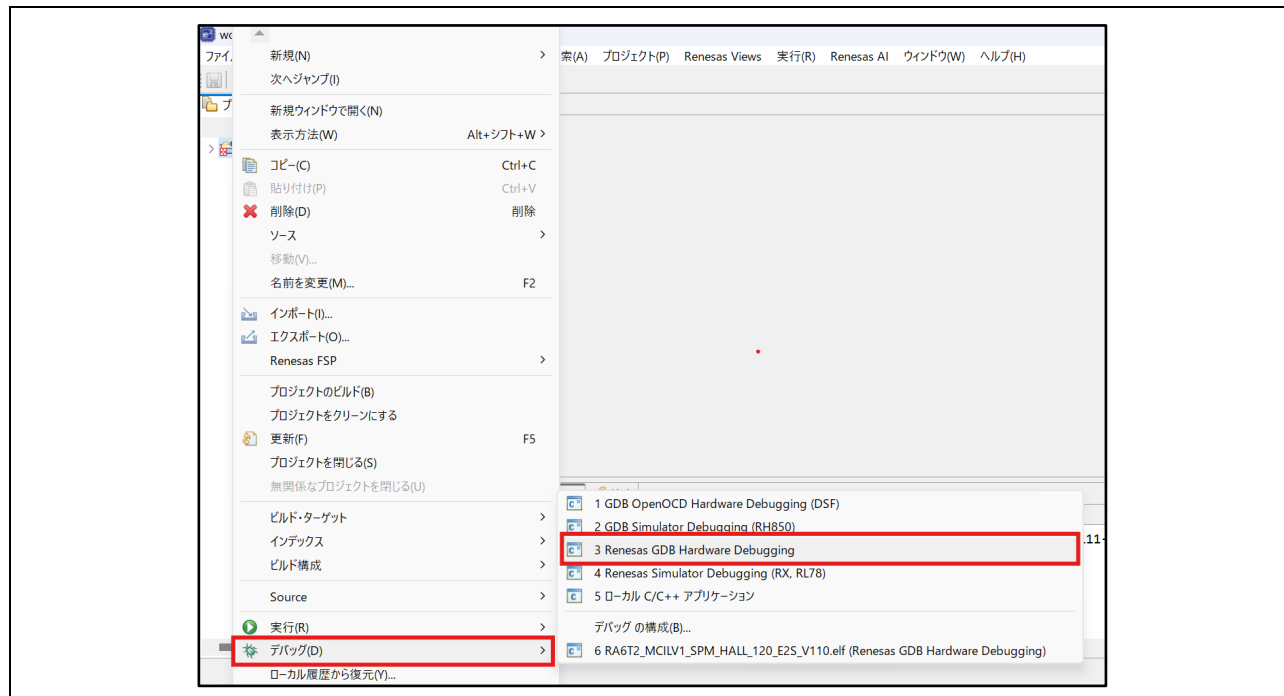 wo
ファイ 索(A) プロジェクト(P) Renesas Views 実行(R) Renesas AI ウィンドウ(W) ヘルプ(H)
プ
新規(N)
次へジャンプ(I)
新規ウィンドウで開く(N)
表示方法(W) Alt+シフト+W
コピー(C) Ctrl+C
貼り付け(P) Ctrl+V
削除(D) 削除
ソース
移動(V)...
名前を変更(M)... F2
インポート(I)...
エクスポート(O)...
Renesas FSP
プロジェクトのビルド(B)
プロジェクトをクリーンにする
更新(F) F5
プロジェクトを閉じる(S)
無関係なプロジェクトを閉じる(U)
ビルド・ターゲット
インデックス
ビルド構成
Source
実行(R)
デバッグ(D)
ローカル履歴から復元(Y)...
1 GDB OpenOCD Hardware Debugging (DSF)
2 GDB Simulator Debugging (RH850)
3 Renesas GDB Hardware Debugging
.11
4 Renesas Simulator Debugging (RX, RL78)
5 ローカル C/C++ アプリケーション
デバッグ の構成(B)...
6 RA6T2_MCILV1_SPM_HALL_120_E2S_V110.elf (Renesas GDB Hardware Debugging)